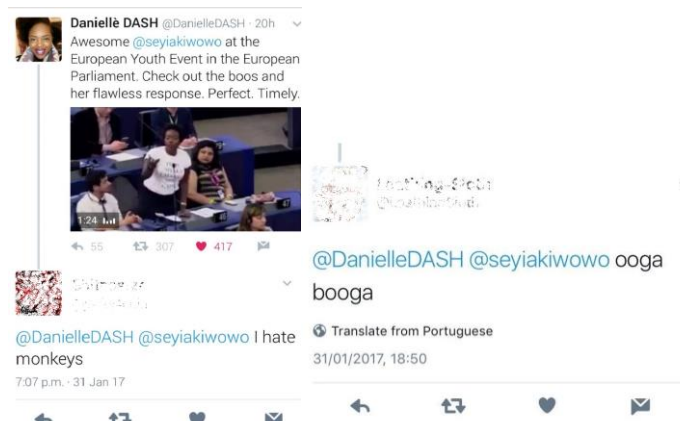 Daniellè DASH @DanielleDASH · 20h
Awesome @seyiakiwowo at the
European Youth Event in the European
Parliament. Check out the boos and
her flawless response. Perfect. Timely.
1:24
55 307 417
@DanielleDASH @seyiakiwowo I hate
monkeys
7:07 p.m. · 31 Jan 17
@DanielleDASH @seyiakiwowo ooga
booga
Translate from Portuguese
31/01/2017, 18:50